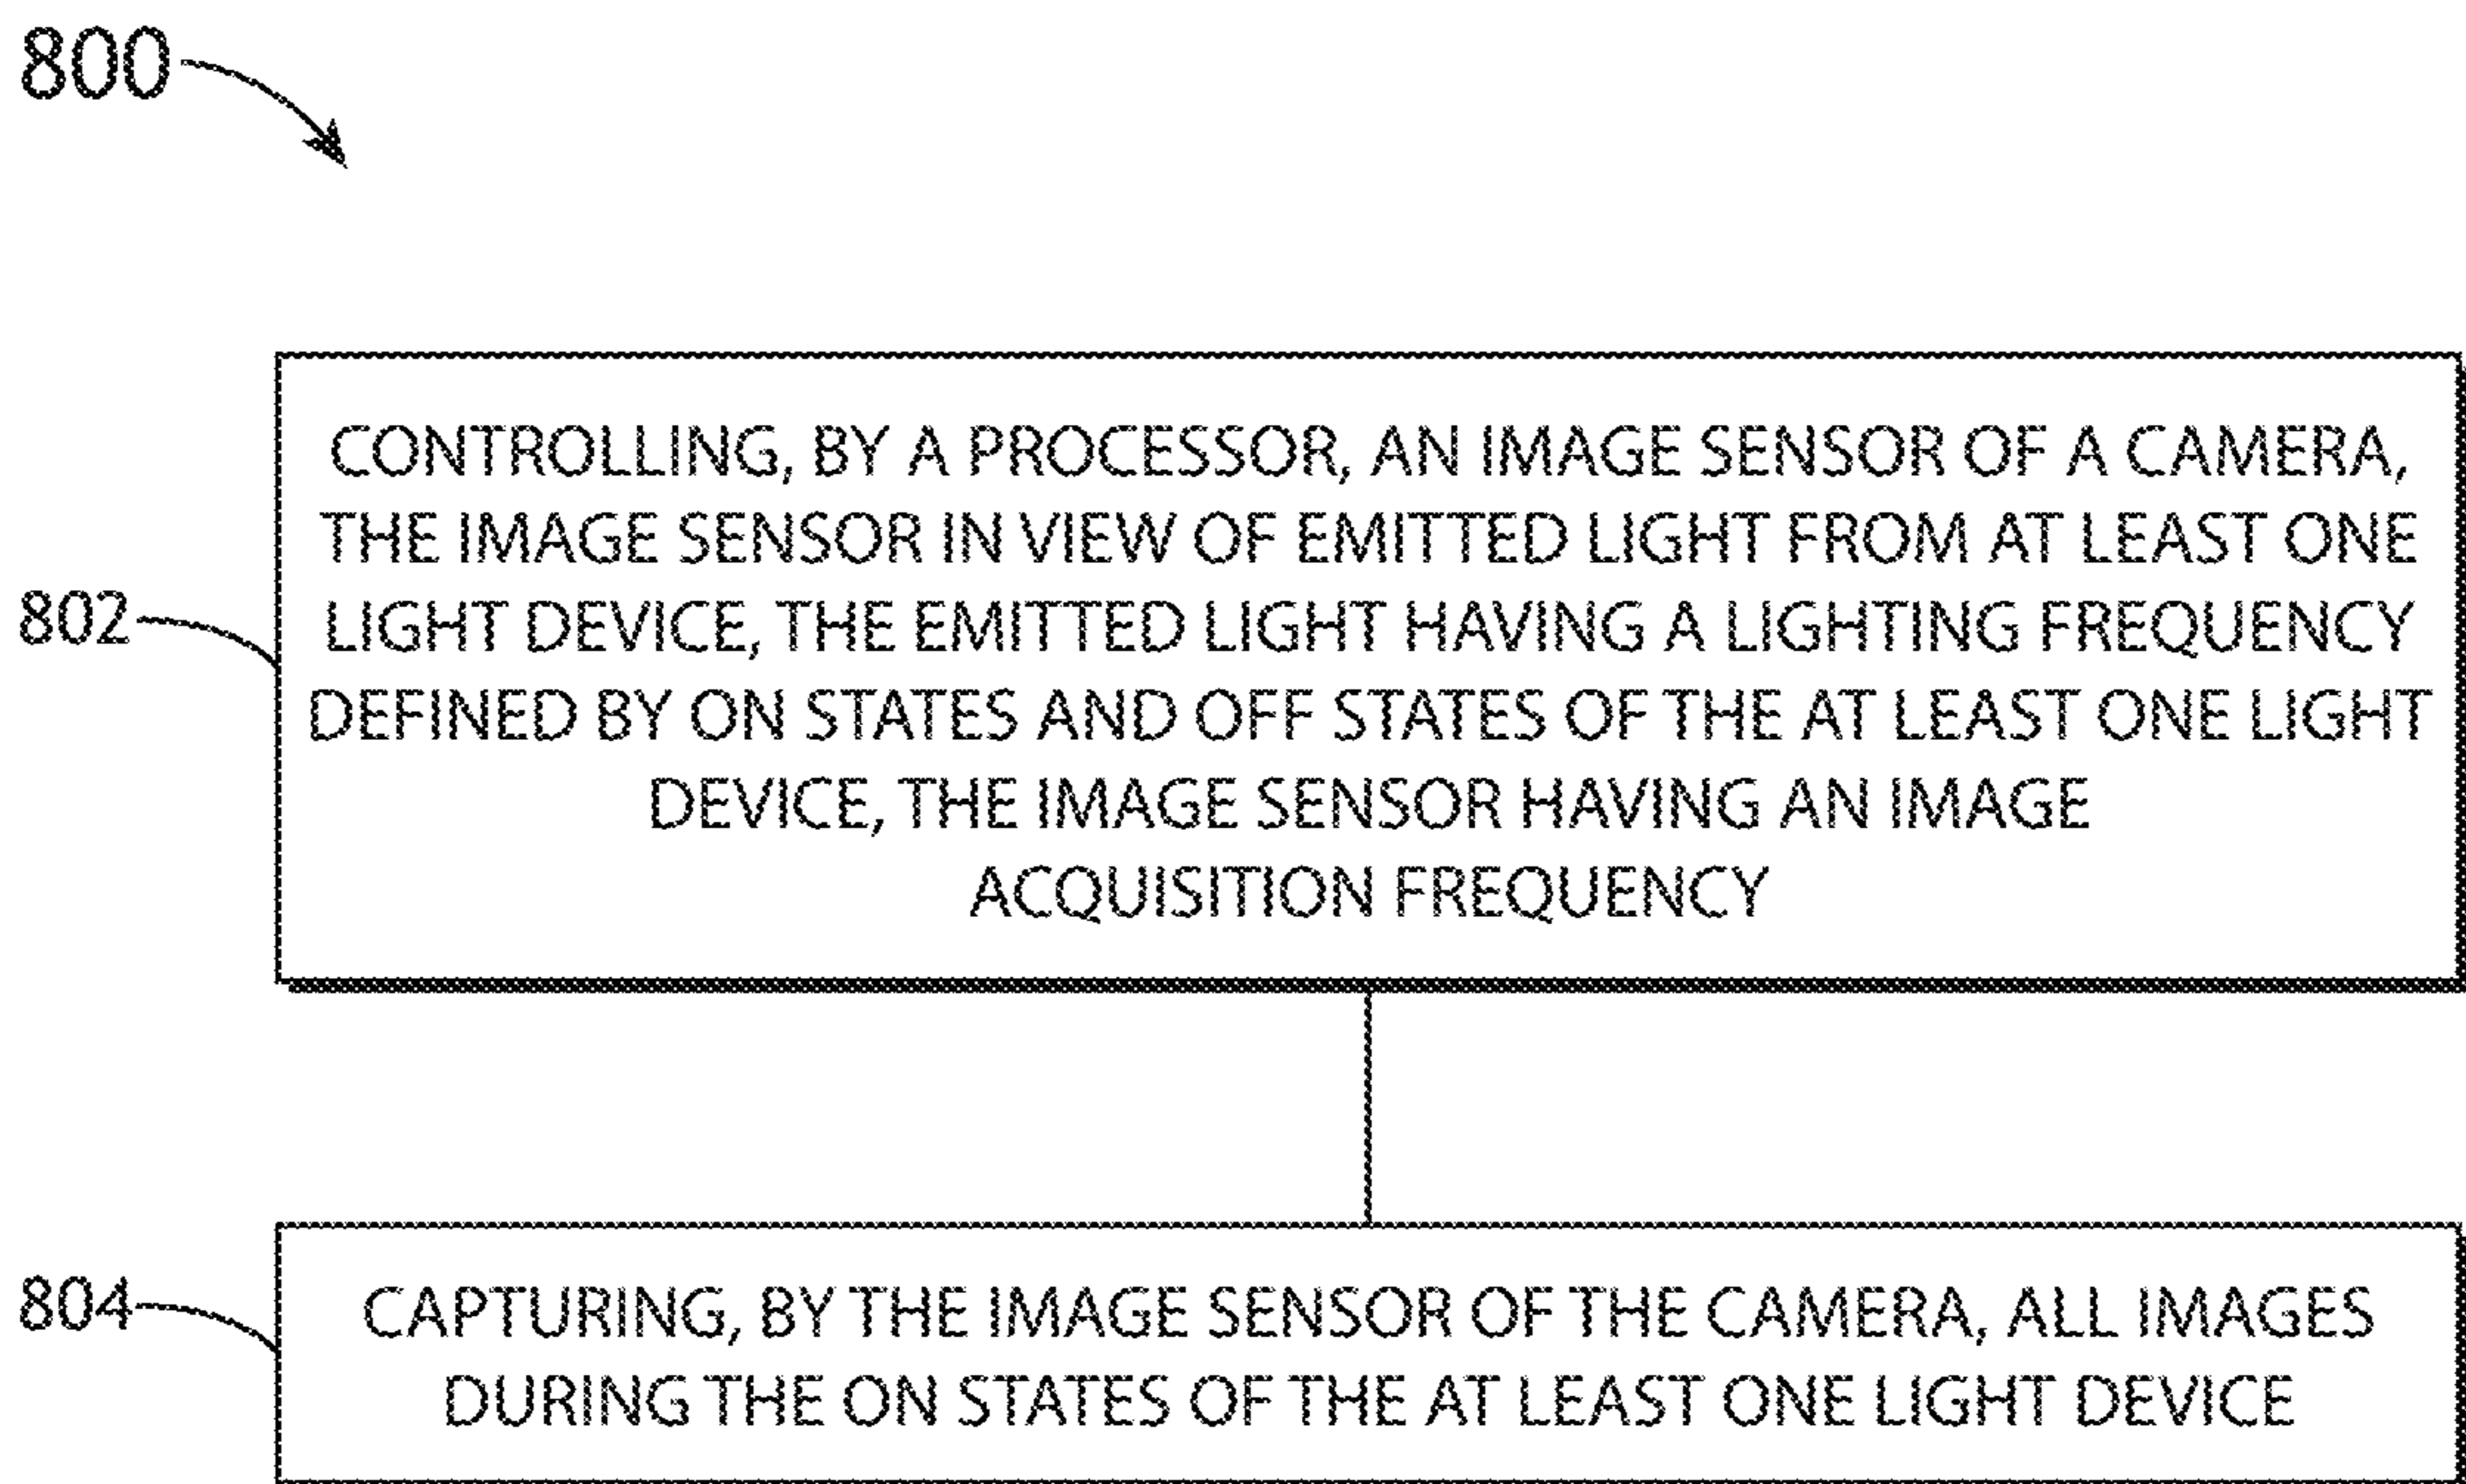 800
CONTROLLING, BY A PROCESSOR, AN IMAGE SENSOR OF A CAMERA,
THE IMAGE SENSOR IN VIEW OF EMITTED LIGHT FROM AT LEAST ONE
802
LIGHT DEVICE, THE EMITTED LIGHT HAVING A LIGHTING FREQUENCY
DEFINED BY ON STATES AND OFF STATES OF THE AT LEAST ONE LIGHT
DEVICE, THE IMAGE SENSOR HAVING AN IMAGE
ACQUISITION FREQUENCY
804
CAPTURING, BY THE IMAGE SENSOR OF THE CAMERA, ALL IMAGES
DURING THE ON STATES OF THE AT LEAST ONE LIGHT DEVICE